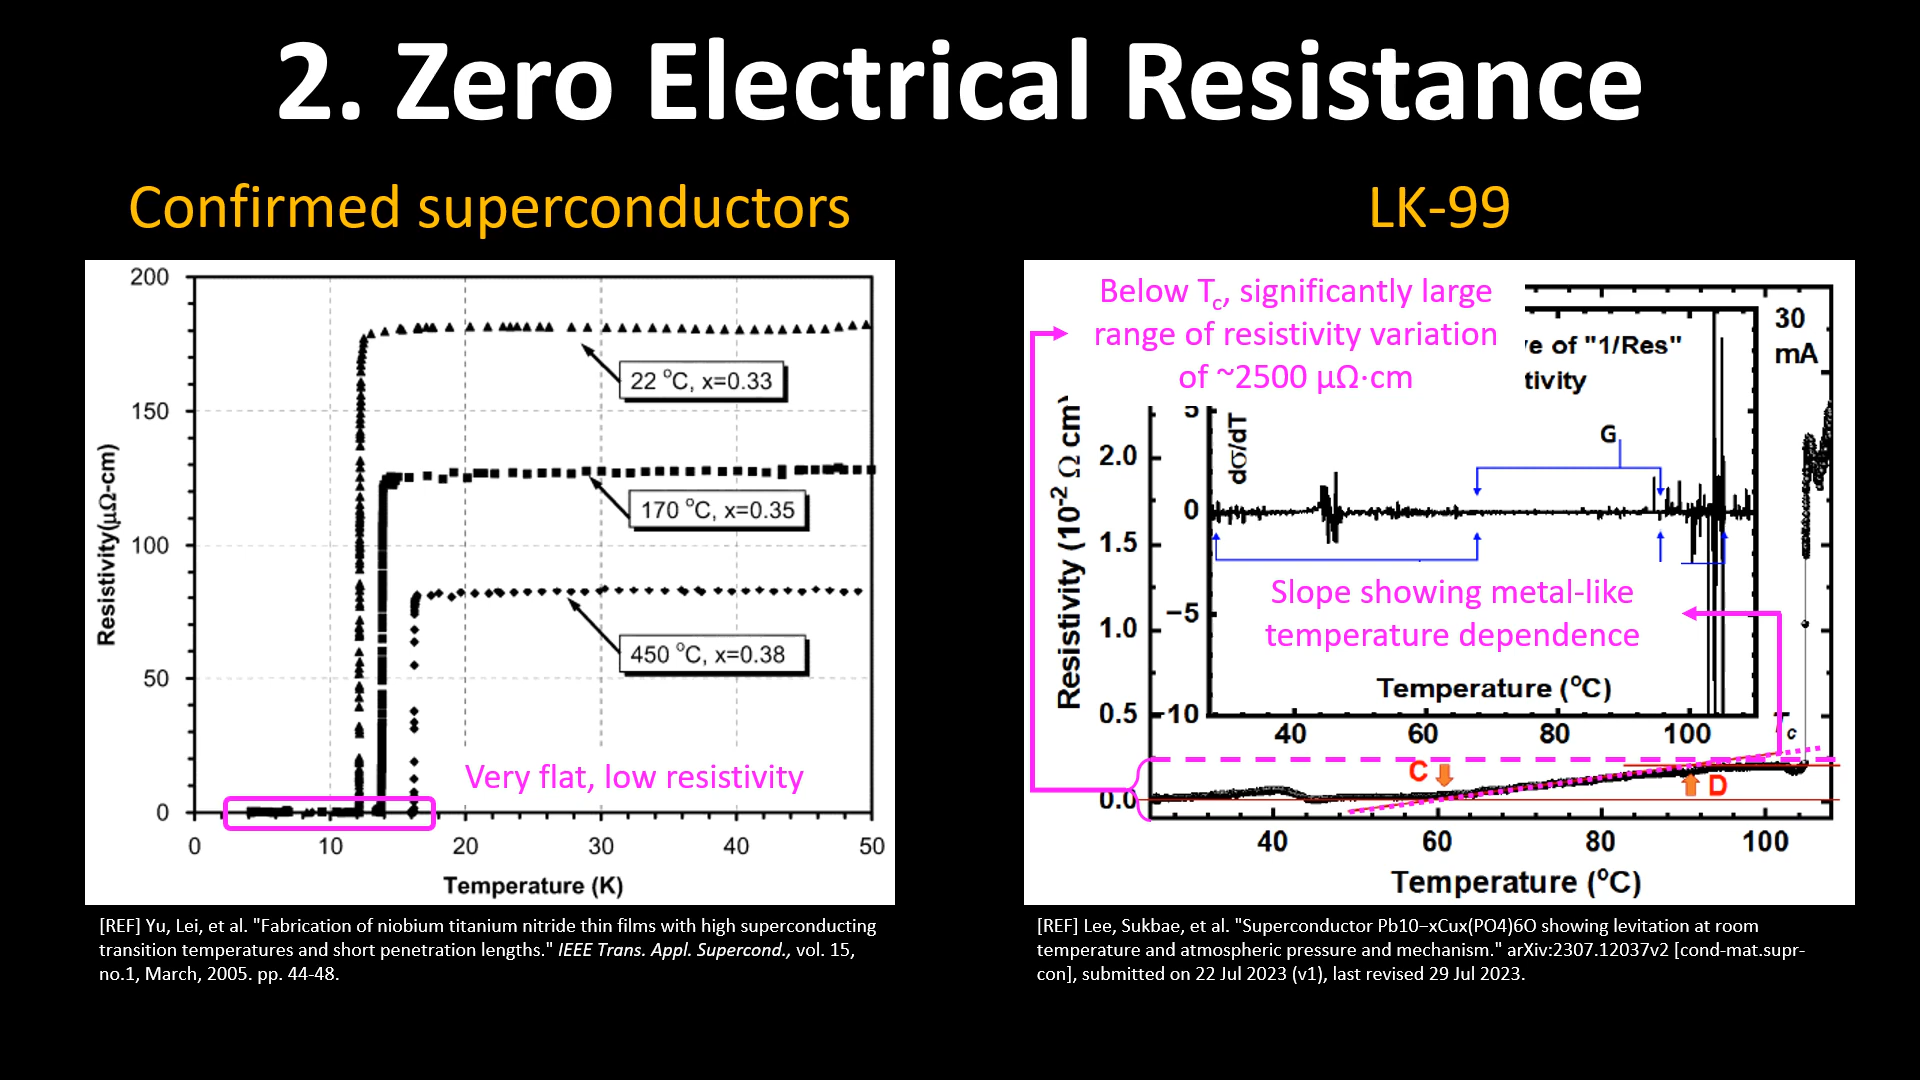 2. Zero Electrical Resistance
Confirmed superconductors
200
150
100
50
0
Resistivity(μΩ-cm)
22 °C, x=0.33
170 °C, x=0.35
450 °C, x=0.38
Very flat, low resistivity
0 10 20 30 40 50
Temperature (K)
[REF] Yu, Lei, et al. "Fabrication of niobium titanium nitride thin films with high superconducting
transition temperatures and short penetration lengths." IEEE Trans. Appl. Supercond., vol. 15,
no.1, March, 2005. pp. 44-48.
LK-99
Below Tc, significantly large
range of resistivity variation
of ~2500 μΩ·cm
30
mA
of "1/Res"
Resistivity (10-2 Ω cm)
2.0
1.5
1.0
0.5
0.0
dσ/dT
5
0
−5
-10
G
Slope showing metal-like
temperature dependence
Temperature (°C)
40 60 80 100
c
C
D
40 60 80 100
Temperature (°C)
[REF] Lee, Sukbae, et al. "Superconductor Pb10−xCux(PO4)6O showing levitation at room
temperature and atmospheric pressure and mechanism." arXiv:2307.12037v2 [cond-mat.supr-
con], submitted on 22 Jul 2023 (v1), last revised 29 Jul 2023.